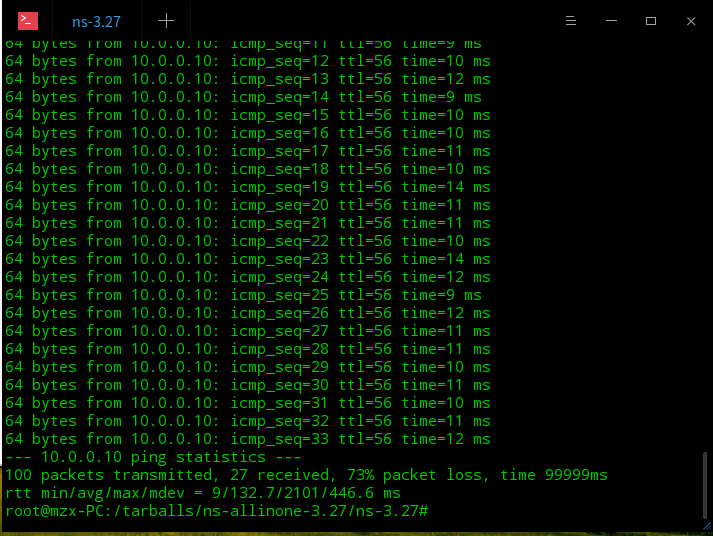 ns-3.27
64 bytes from 10.0.0.10: icmp_seq=11 ttl=56 time=9 ms
64 bytes from 10.0.0.10: icmp_seq=12 ttl=56 time=10 ms
64 bytes from 10.0.0.10: icmp_seq=13 ttl=56 time=12 ms
64 bytes from 10.0.0.10: icmp_seq=14 ttl=56 time=9 ms
64 bytes from 10.0.0.10: icmp_seq=15 ttl=56 time=10 ms
64 bytes from 10.0.0.10: icmp_seq=16 ttl=56 time=10 ms
64 bytes from 10.0.0.10: icmp_seq=17 ttl=56 time=11 ms
64 bytes from 10.0.0.10: icmp_seq=18 ttl=56 time=10 ms
64 bytes from 10.0.0.10: icmp_seq=19 ttl=56 time=14 ms
64 bytes from 10.0.0.10: icmp_seq=20 ttl=56 time=11 ms
64 bytes from 10.0.0.10: icmp_seq=21 ttl=56 time=11 ms
64 bytes from 10.0.0.10: icmp_seq=22 ttl=56 time=10 ms
64 bytes from 10.0.0.10: icmp_seq=23 ttl=56 time=14 ms
64 bytes from 10.0.0.10: icmp_seq=24 ttl=56 time=12 ms
64 bytes from 10.0.0.10: icmp_seq=25 ttl=56 time=9 ms
64 bytes from 10.0.0.10: icmp_seq=26 ttl=56 time=12 ms
64 bytes from 10.0.0.10: icmp_seq=27 ttl=56 time=11 ms
64 bytes from 10.0.0.10: icmp_seq=28 ttl=56 time=11 ms
64 bytes from 10.0.0.10: icmp_seq=29 ttl=56 time=10 ms
64 bytes from 10.0.0.10: icmp_seq=30 ttl=56 time=11 ms
64 bytes from 10.0.0.10: icmp_seq=31 ttl=56 time=10 ms
64 bytes from 10.0.0.10: icmp_seq=32 ttl=56 time=11 ms
64 bytes from 10.0.0.10: icmp_seq=33 ttl=56 time=12 ms
--- 10.0.0.10 ping statistics ---
100 packets transmitted, 27 received, 73% packet loss, time 99999ms
rtt min/avg/max/mdev = 9/132.7/2101/446.6 ms
root@mzx-PC:/tarballs/ns-allinone-3.27/ns-3.27#